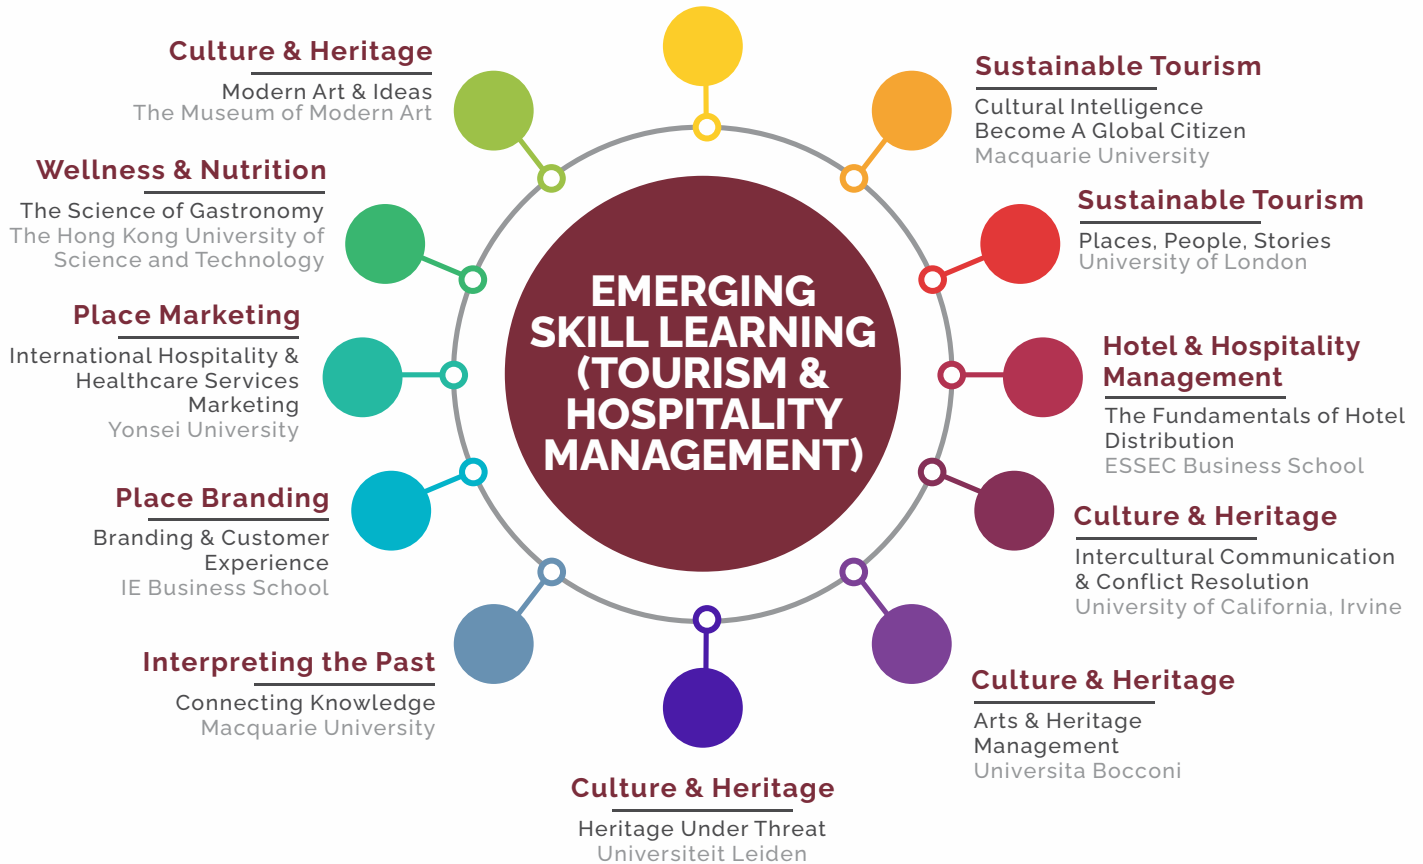 Culture & Heritage
Modern Art & Ideas
The Museum of Modern Art
Wellness & Nutrition
The Science of Gastronomy
The Hong Kong University of
Science and Technology
Place Marketing
International Hospitality &
Healthcare Services
Marketing
Yonsei University
Place Branding
Branding & Customer
Experience
IE Business School
Interpreting the Past
Connecting Knowledge
Macquarie University
EMERGING
SKILL LEARNING
(TOURISM &
HOSPITALITY
MANAGEMENT)
Sustainable Tourism
Cultural Intelligence
Become A Global Citizen
Macquarie University
Sustainable Tourism
Places, People, Stories
University of London
Hotel & Hospitality
Management
The Fundamentals of Hotel
Distribution
ESSEC Business School
Culture & Heritage
Intercultural Communication
& Conflict Resolution
University of California, Irvine
Culture & Heritage
Arts & Heritage
Management
Universita Bocconi
Culture & Heritage
Heritage Under Threat
Universiteit Leiden